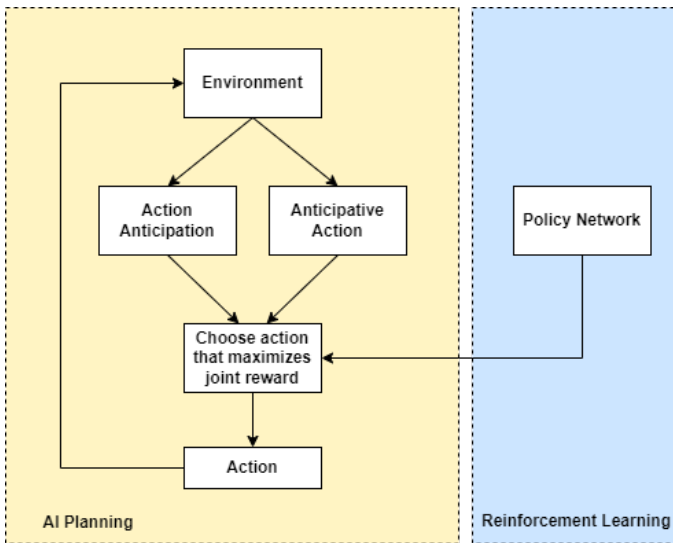 Environment
Action
Anticipation
Anticipative
Action
Policy Network
Choose action
that maximizes
joint reward
Action
AI Planning
Reinforcement Learning